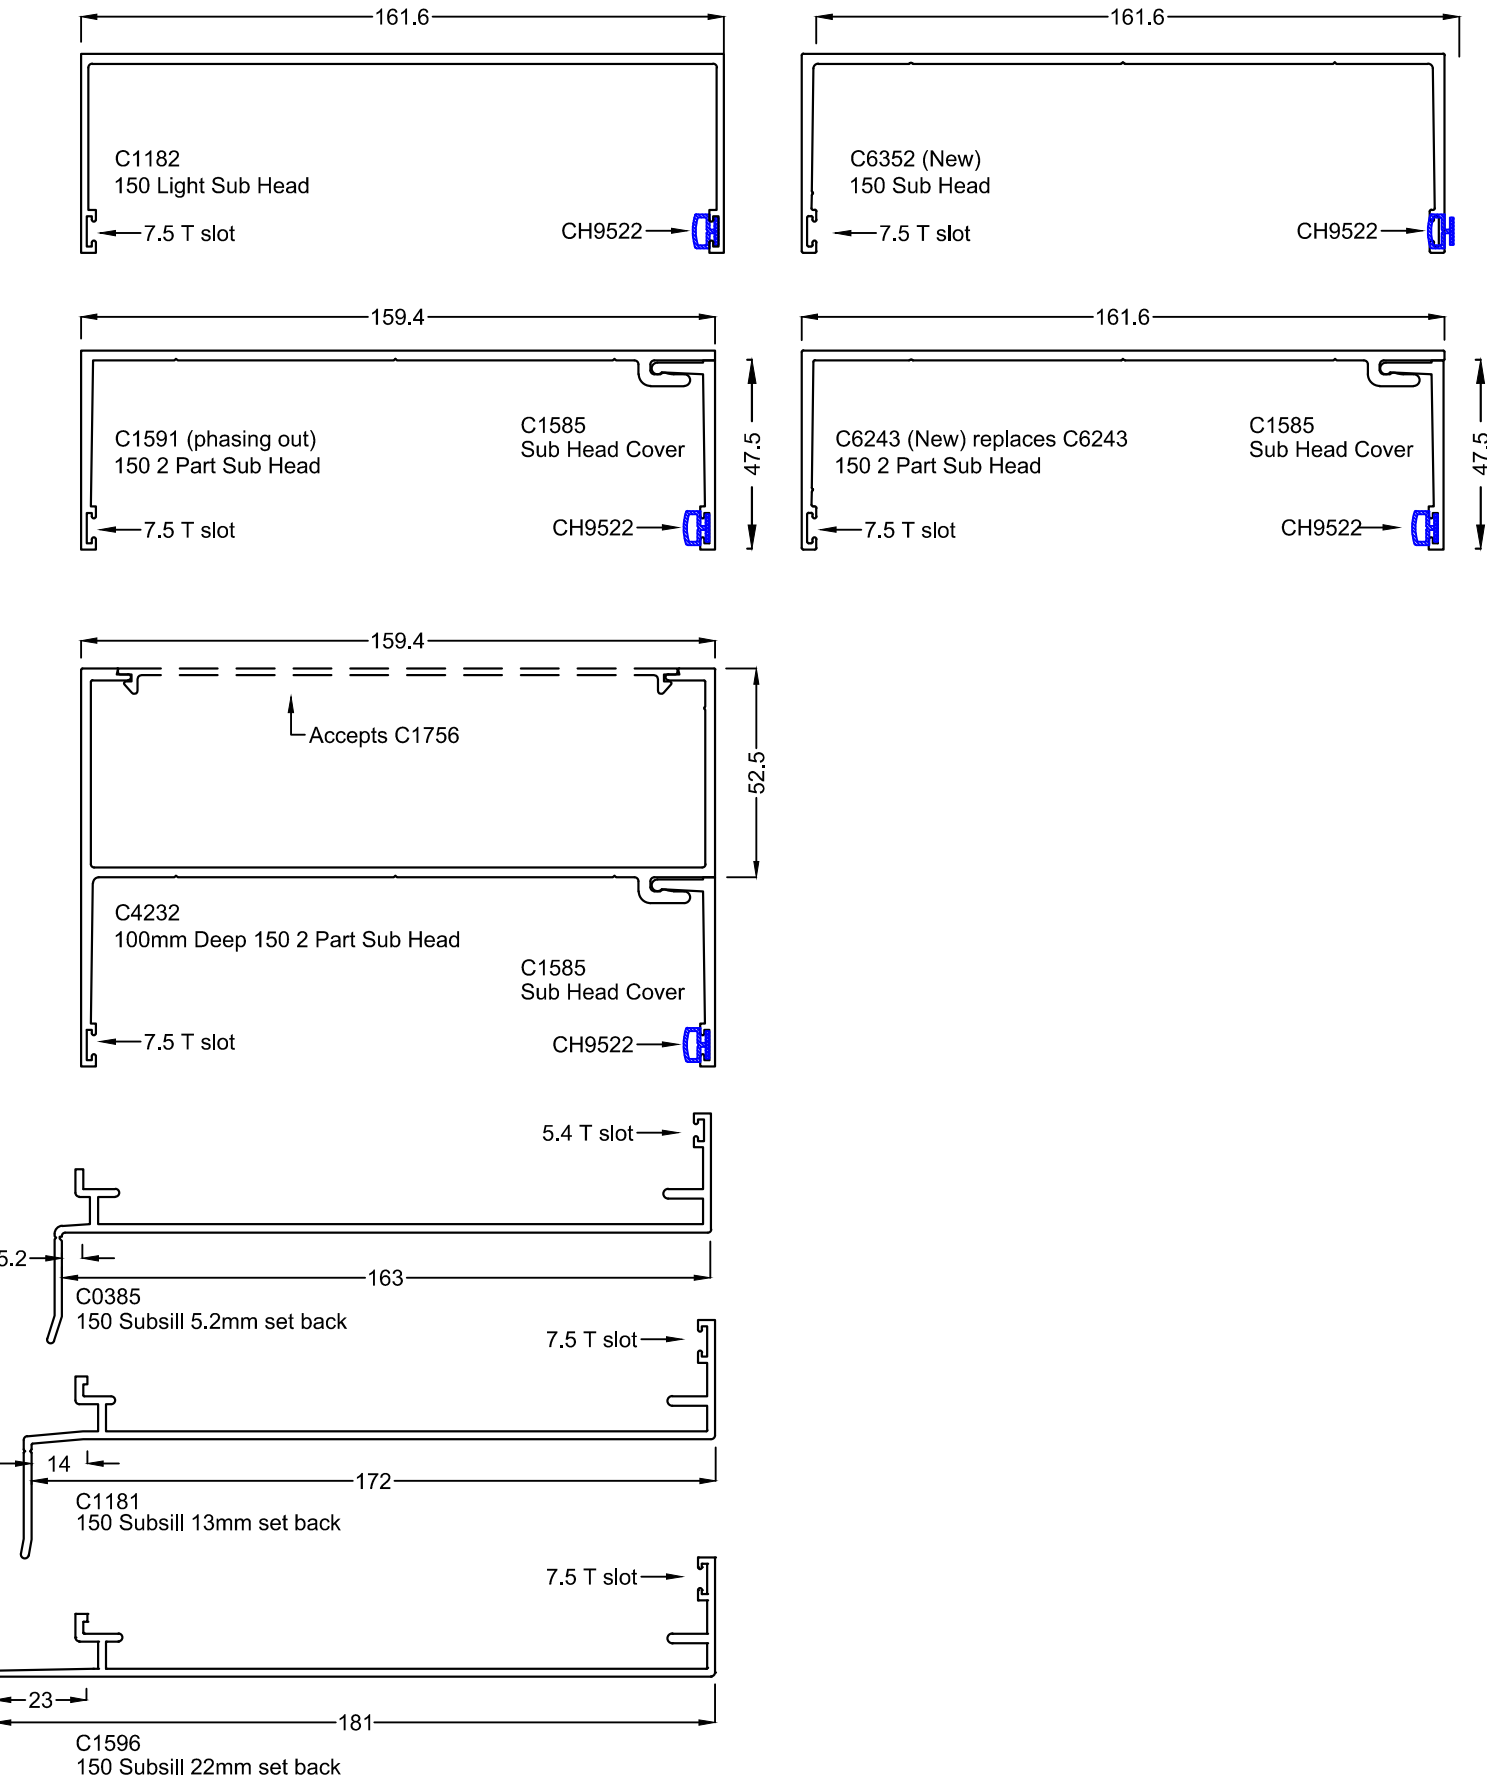 161.6
161.6
C1182
150 Light Sub Head
7.5 T slot
CH9522
C6352 (New)
150 Sub Head
7.5 T slot
CH9522
159.4
161.6
C1591 (phasing out)
150 2 Part Sub Head
C1585
Sub Head Cover
47.5
7.5 T slot
CH9522
C6243 (New) replaces C6243
150 2 Part Sub Head
C1585
Sub Head Cover
47.5
7.5 T slot
CH9522
159.4
Accepts C1756
52.5
C4232
100mm Deep 150 2 Part Sub Head
C1585
Sub Head Cover
7.5 T slot
CH9522
5.4 T slot
5.2
163
C0385
150 Subsill 5.2mm set back
7.5 T slot
14
172
C1181
150 Subsill 13mm set back
7.5 T slot
23
181
C1596
150 Subsill 22mm set back